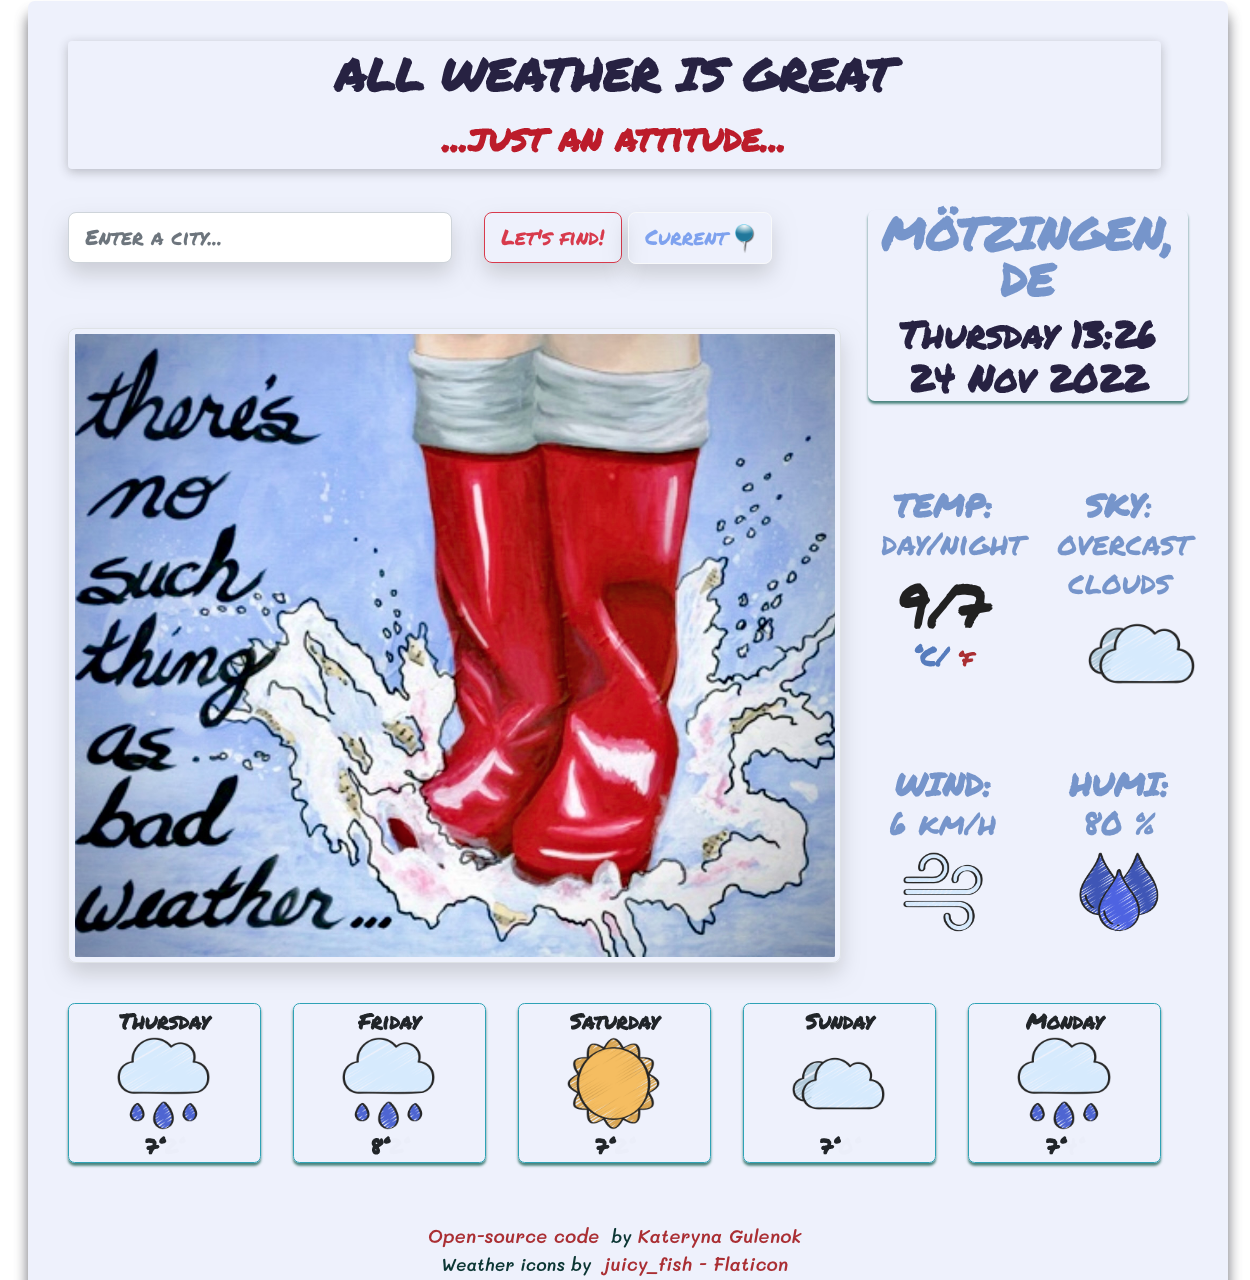 ALL WEATHER IS GREAT
...JUST AN ATTITUDE...
Enter a city...
Let's find!
Current
MÖTZINGEN,
DE
Thursday 13:26
24 Nov 2022
there's
no
such
thing
as
bad
weather...
TEMP:
DAY/NIGHT
9/7
°C/ °F
SKY:
OVERCAST
CLOUDS
WIND:
6 KM/H
HUMI:
80 %
Thursday
7°
Friday
8°
Saturday
7°
Sunday
7°
Monday
7°
Open-source code by Kateryna Gulenok
Weather icons by juicy_fish - Flaticon